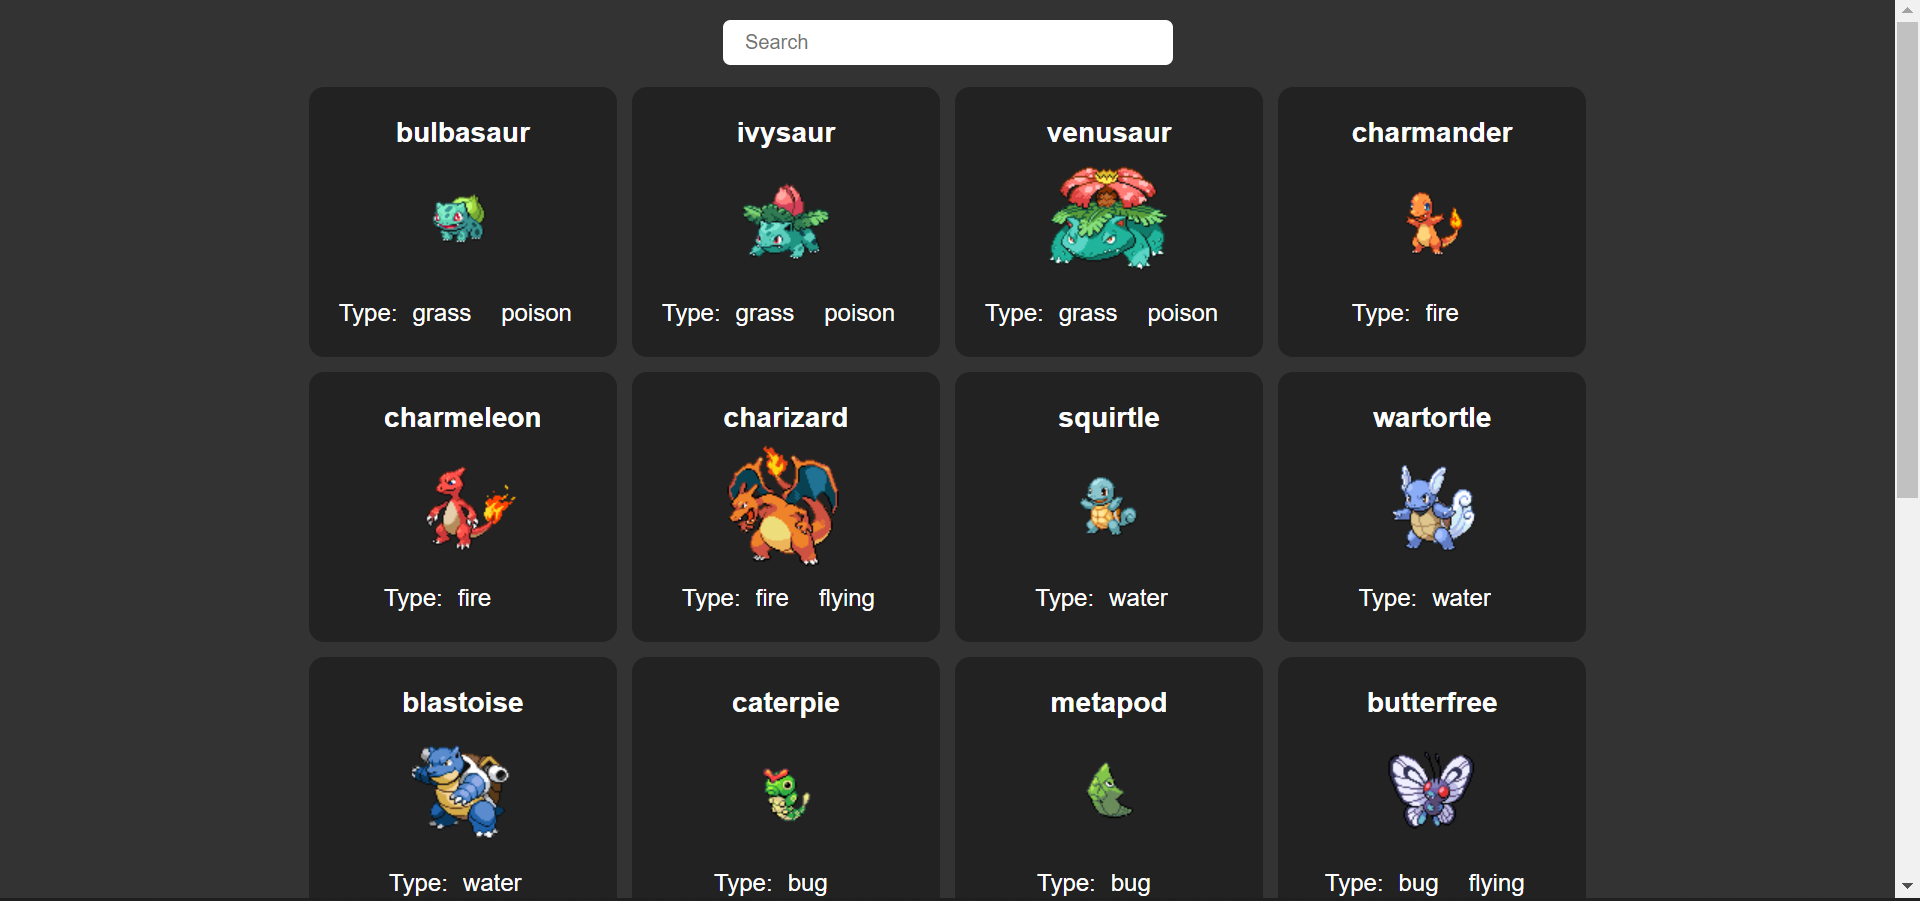 Search
bulbasaur
ivysaur
venusaur
charmander
Type: grass poison
Type: grass poison
Type: grass poison
Type: fire
charmeleon
charizard
squirtle
wartortle
Type: fire
Type: fire flying
Type: water
Type: water
blastoise
caterpie
metapod
butterfree
Type: water
Type: bug
Type: bug
Type: bug flying